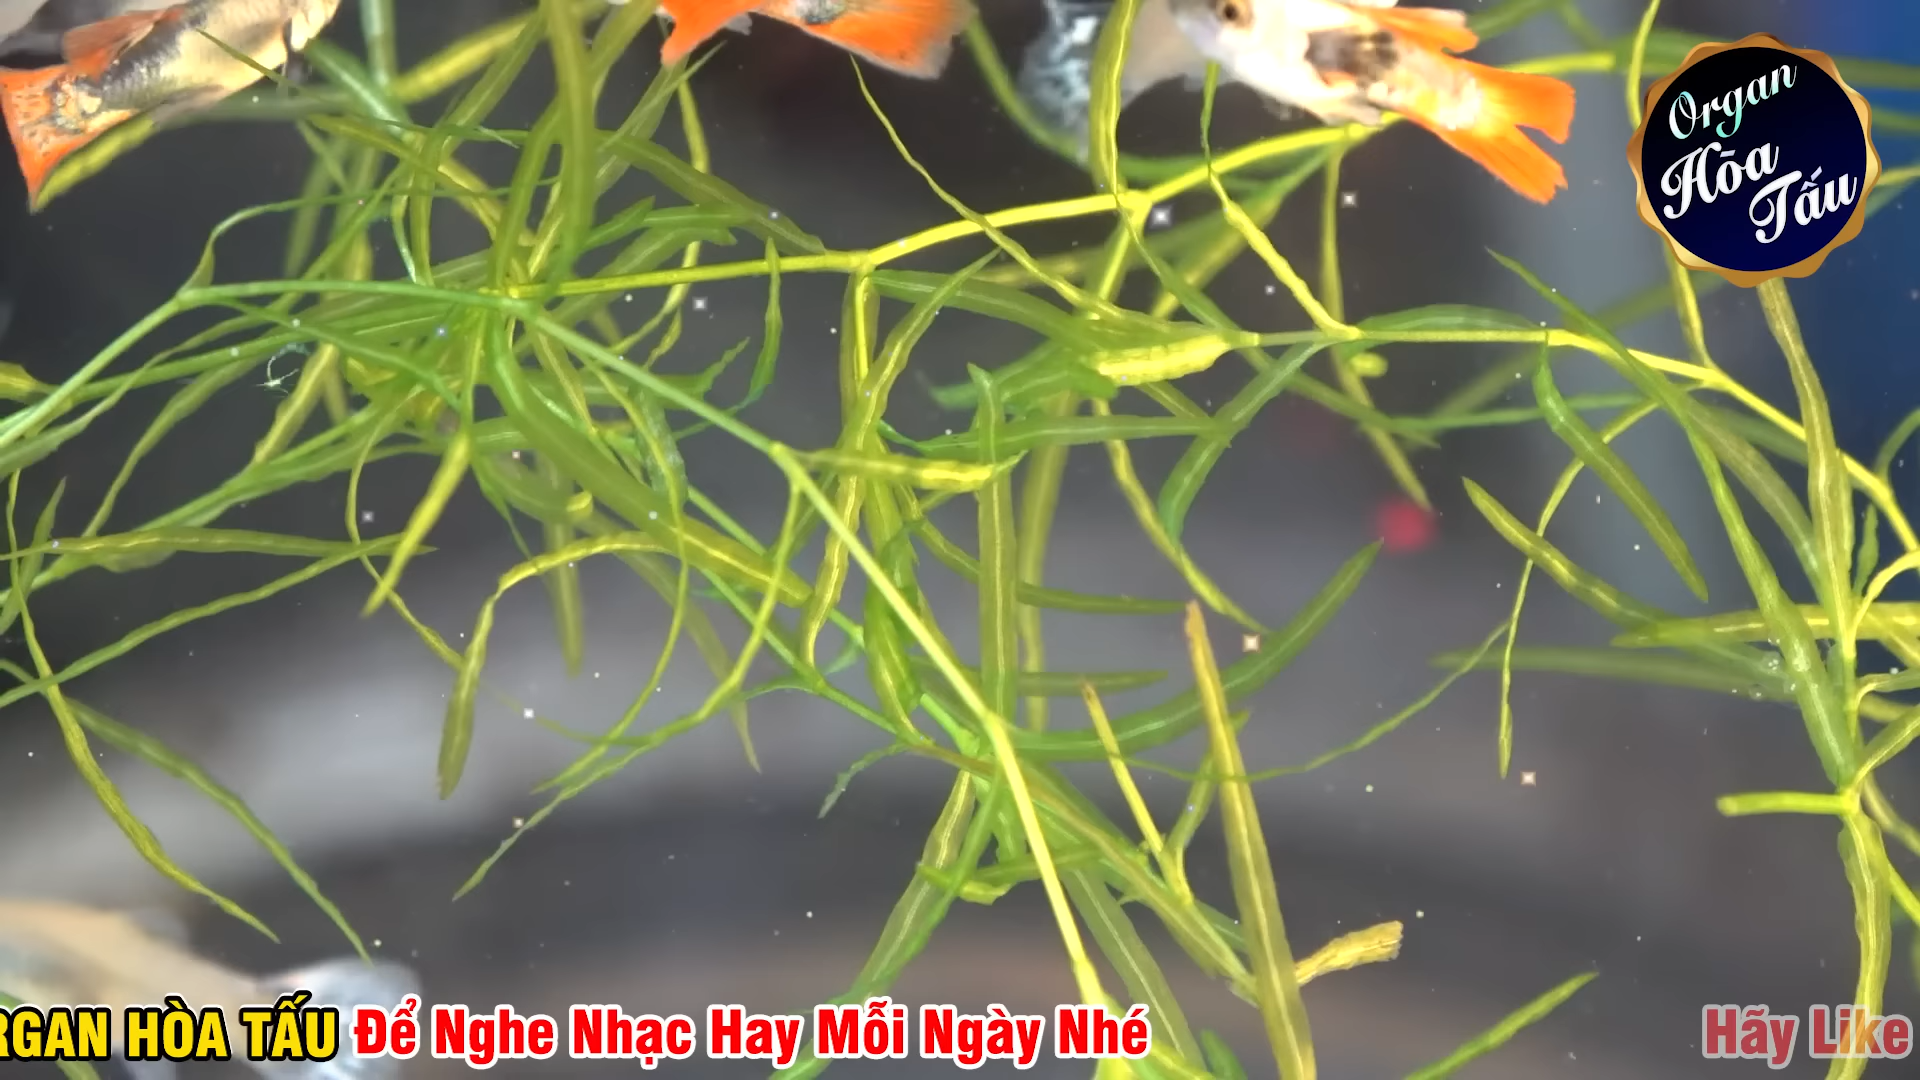 Organ
Hòa
Tấu
RGAN HÒA TẤU Để Nghe Nhạc Hay Mỗi Ngày Nhé
Hãy Like